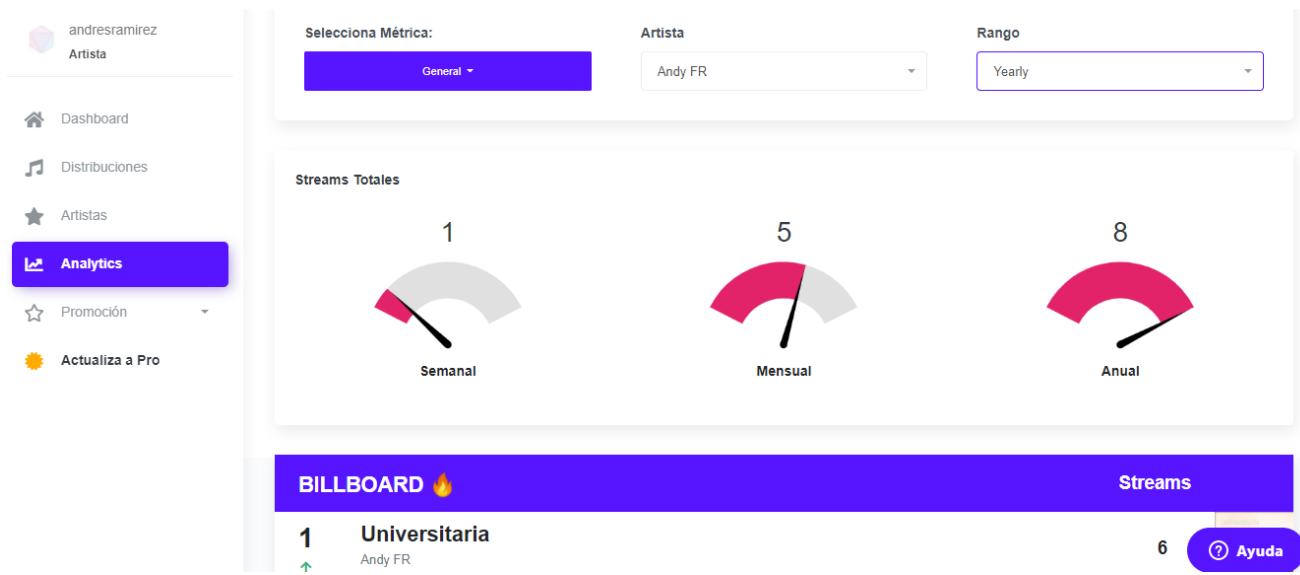 andresramirez
Artista
Dashboard
Distribuciones
Artistas
Analytics
Promoción
Actualiza a Pro
Selecciona Métrica:
General
Artista
Andy FR
Rango
Yearly
Streams Totales
1
Semanal
5
Mensual
8
Anual
BILLBOARD 🔥 Streams
1 Universitaria 6
Andy FR
Ayuda